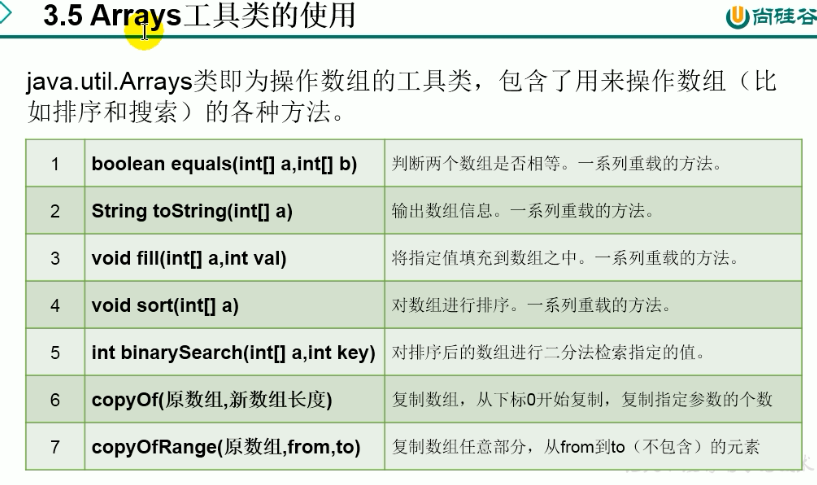 3.5 Arrays工具类的使用
尚硅谷
java.util.Arrays类即为操作数组的工具类，包含了用来操作数组（比
如排序和搜索）的各种方法。
1 boolean equals(int[] a,int[] b) 判断两个数组是否相等。一系列重载的方法。
2 String toString(int[] a) 输出数组信息。一系列重载的方法。
3 void fill(int[] a,int val) 将指定值填充到数组之中。一系列重载的方法。
4 void sort(int[] a) 对数组进行排序。一系列重载的方法。
5 int binarySearch(int[] a,int key) 对排序后的数组进行二分法检索指定的值。
6 copyOf(原数组,新数组长度) 复制数组，从下标0开始复制，复制指定参数的个数
7 copyOfRange(原数组,from,to) 复制数组任意部分，从from到to（不包含）的元素